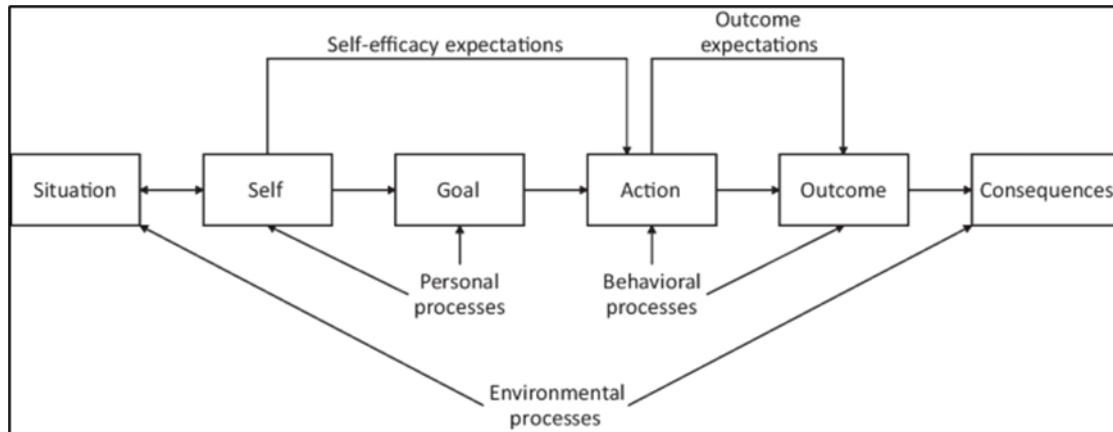 Outcome
expectations
Self-efficacy expectations
Situation
Self
Goal
Action
Outcome
Consequences
Personal
processes
Behavioral
processes
Environmental
processes